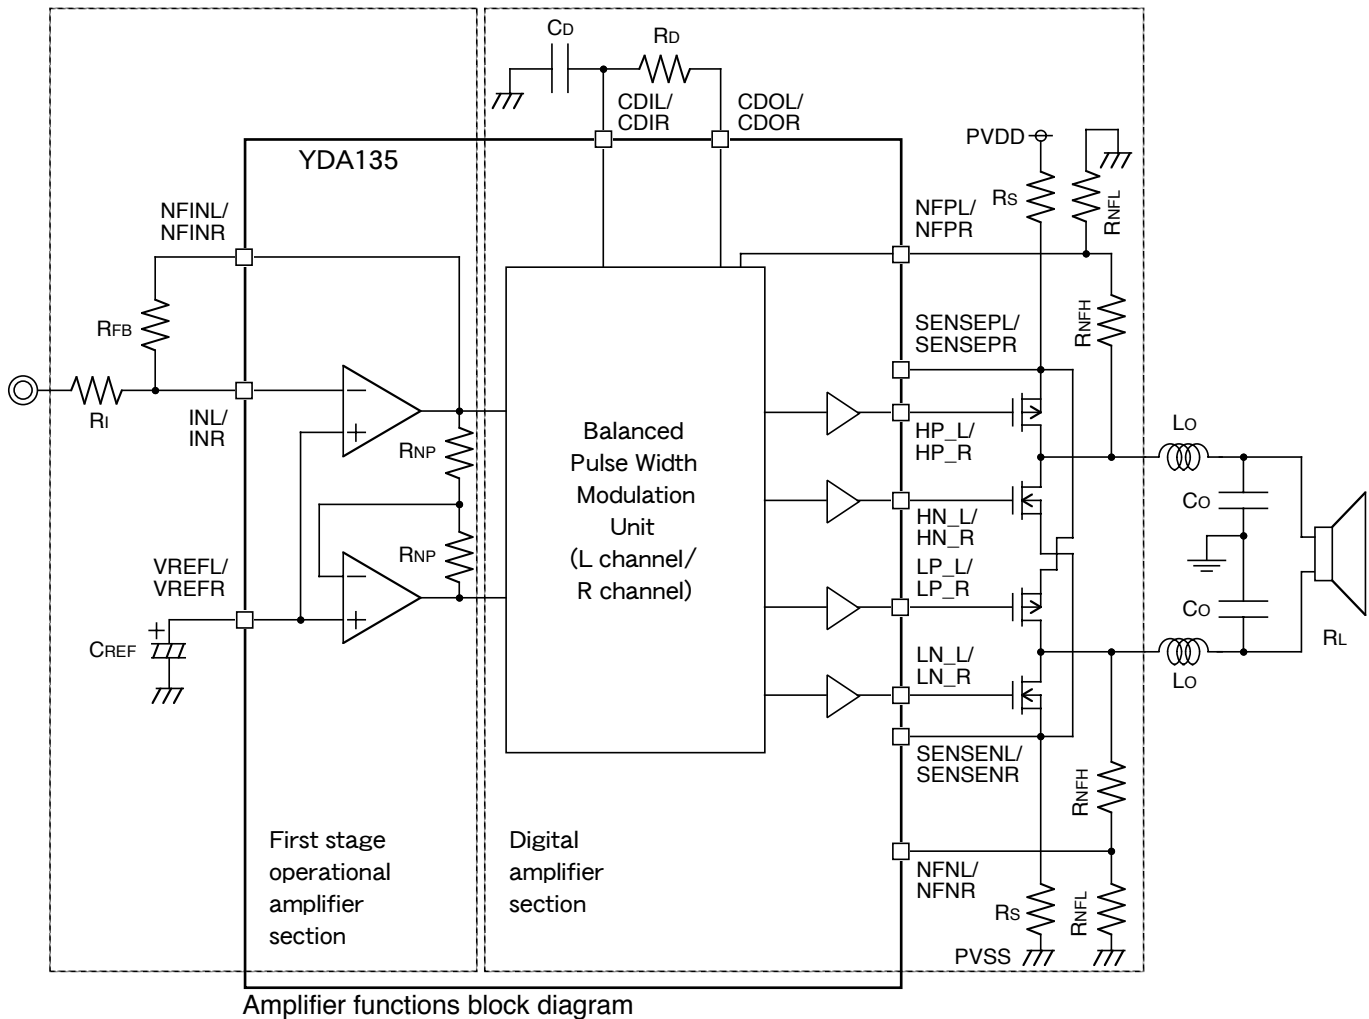 CD
RD
CDIL/
CDIR
CDOL/
CDOR
PVDD
YDA135
RS
RNFL
NFINL/
NFINR
NFPL/
NFPR
RFB
RNFH
SENSEPL/
SENSEPR
RI
INL/
INR
−
+
RNP
Balanced
Pulse Width
Modulation
Unit
(L channel/
R channel)
HP_L/
HP_R
LO
HN_L/
HN_R
CO
RNP
−
+
VREFL/
VREFR
+
CREF
LP_L/
LP_R
CO
RL
LN_L/
LN_R
LO
SENSENL/
SENSENR
RNFH
First stage
operational
amplifier
section
Digital
amplifier
section
NFNL/
NFNR
RS
RNFL
PVSS
Amplifier functions block diagram